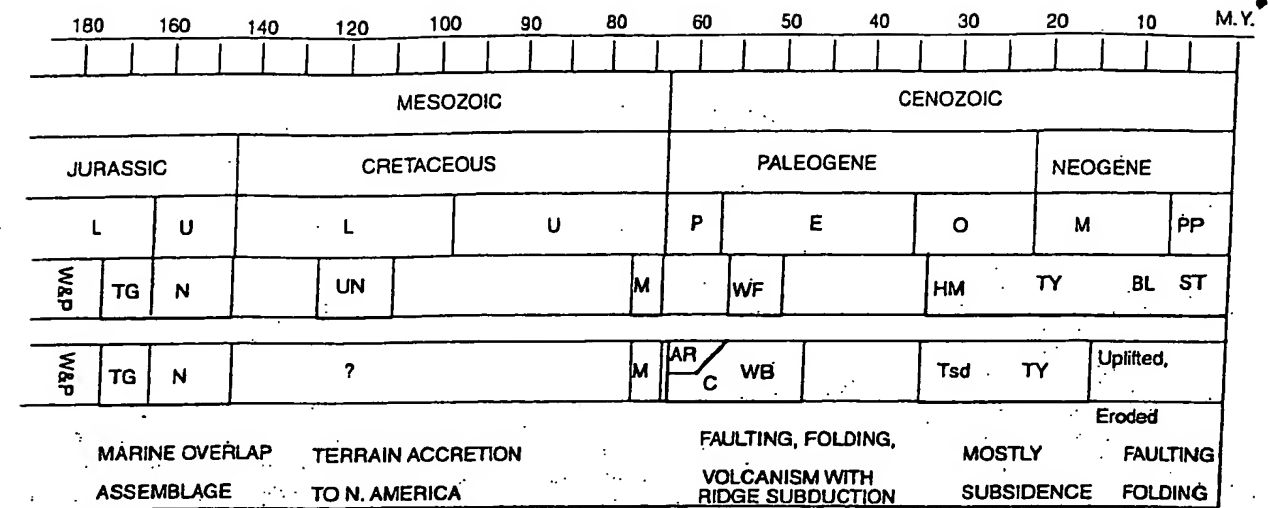 180 160 140 120 100 80 60 50 40 30 20 10 M.Y.
MESOZOIC CENOZOIC
JURASSIC CRETACEOUS PALEOGENE NEOGENE
L U L U P E O M PP
W&P TG N UN M WF HM TY BL ST
W&P TG N ? M AR C WB Tsd TY Uplifted,
Eroded
MARINE OVERLAP TERRAIN ACCRETION FAULTING, FOLDING, MOSTLY FAULTING
ASSEMBLAGE TO N. AMERICA VOLCANISM WITH SUBSIDENCE FOLDING
RIDGE SUBDUCTION